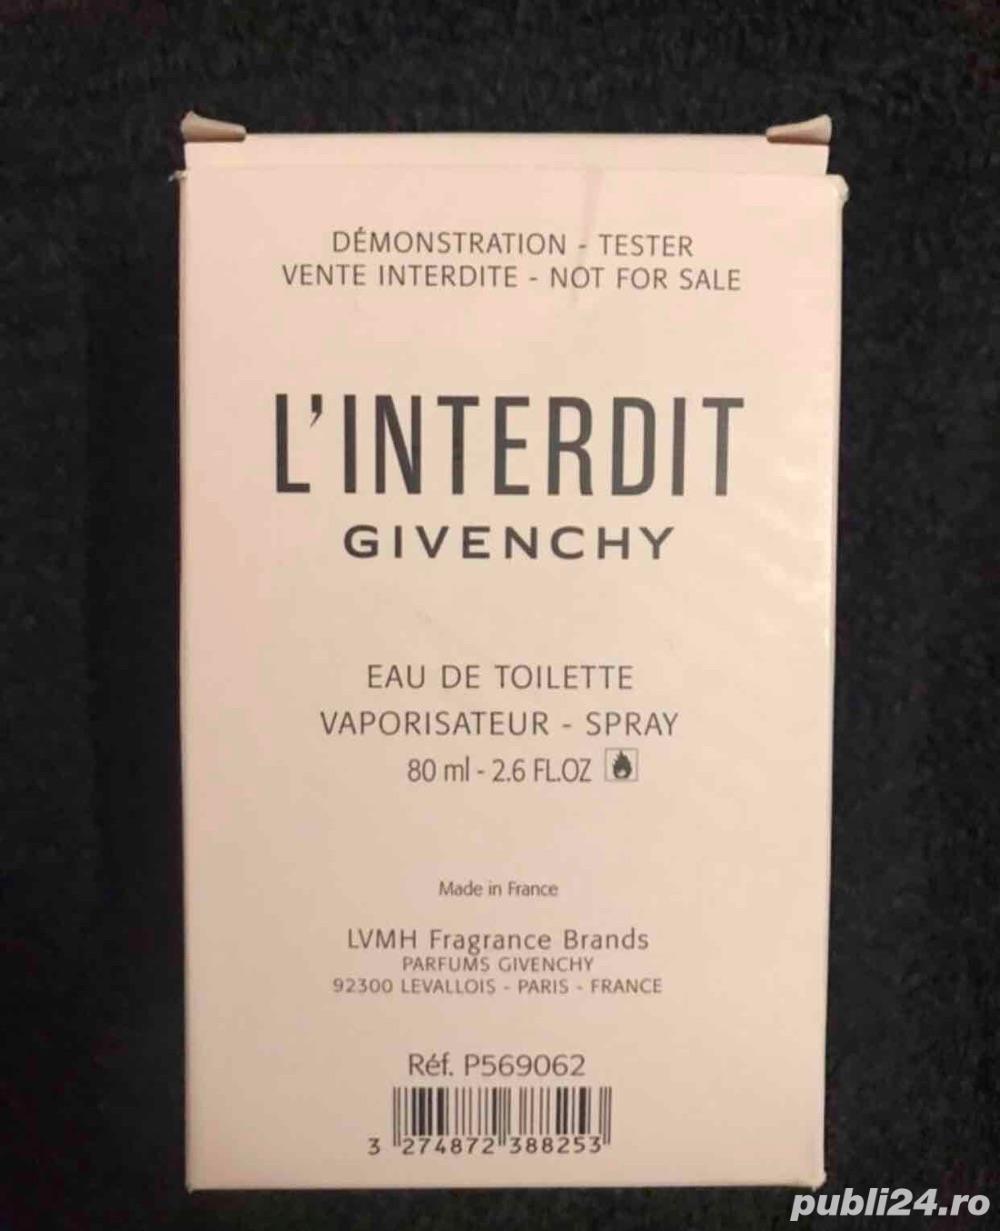 DÉMONSTRATION - TESTER
VENTE INTERDITE - NOT FOR SALE
L'INTERDIT
GIVENCHY
EAU DE TOILETTE
VAPORISATEUR - SPRAY
80 ml - 2.6 FL.OZ
Made in France
LVMH Fragrance Brands
PARFUMS GIVENCHY
92300 LEVALLOIS - PARIS - FRANCE
Réf. P569062
3 274872 388253
publi24.ro